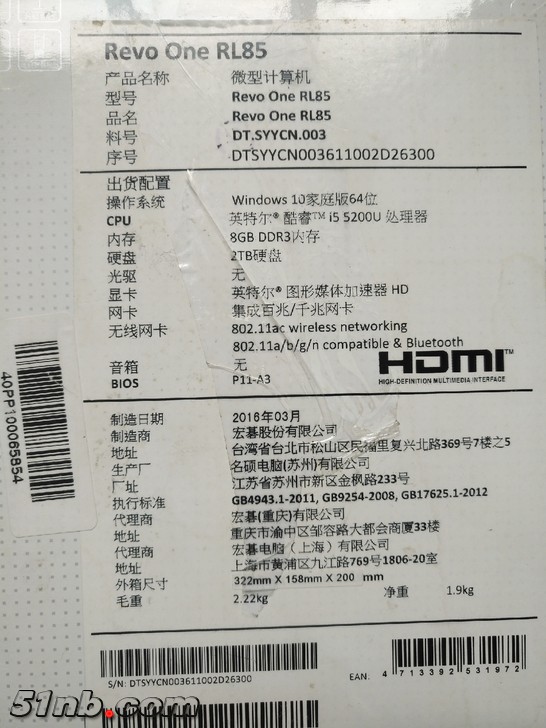 Revo One RL85
产品名称 微型计算机
型号 Revo One RL85
品名 Revo One RL85
料号 DT.SYYCN.003
序号 DTSYYCN003611002D26300
出货配置
操作系统 Windows 10家庭版64位
CPU 英特尔® 酷睿™ i5 5200U 处理器
内存 8GB DDR3内存
硬盘 2TB硬盘
光驱 无
显卡 英特尔® 图形媒体加速器 HD
网卡 集成百兆/千兆网卡
无线网卡 802.11ac wireless networking
802.11a/b/g/n compatible & Bluetooth
音箱 无
BIOS P11-A3
HDMI™
HIGH-DEFINITION MULTIMEDIA INTERFACE
制造日期 2016年03月
制造商 宏碁股份有限公司
地址 台湾省台北市松山区民福里复兴北路369号7楼之5
生产厂 名硕电脑(苏州)有限公司
厂址 江苏省苏州市新区金枫路233号
执行标准 GB4943.1-2011, GB9254-2008, GB17625.1-2012
代理商 宏碁(重庆)有限公司
地址 重庆市渝中区邹容路大都会商厦33楼
代理商 宏碁电脑（上海）有限公司
地址 上海市黄浦区九江路769号1806-20室
外箱尺寸 322mm X 158mm X 200 mm
毛重 2.22kg 净重 1.9kg
S/N: DTSYYCN003611002D26300
EAN: 4 713392 531972
40PP100065854
51nb.com